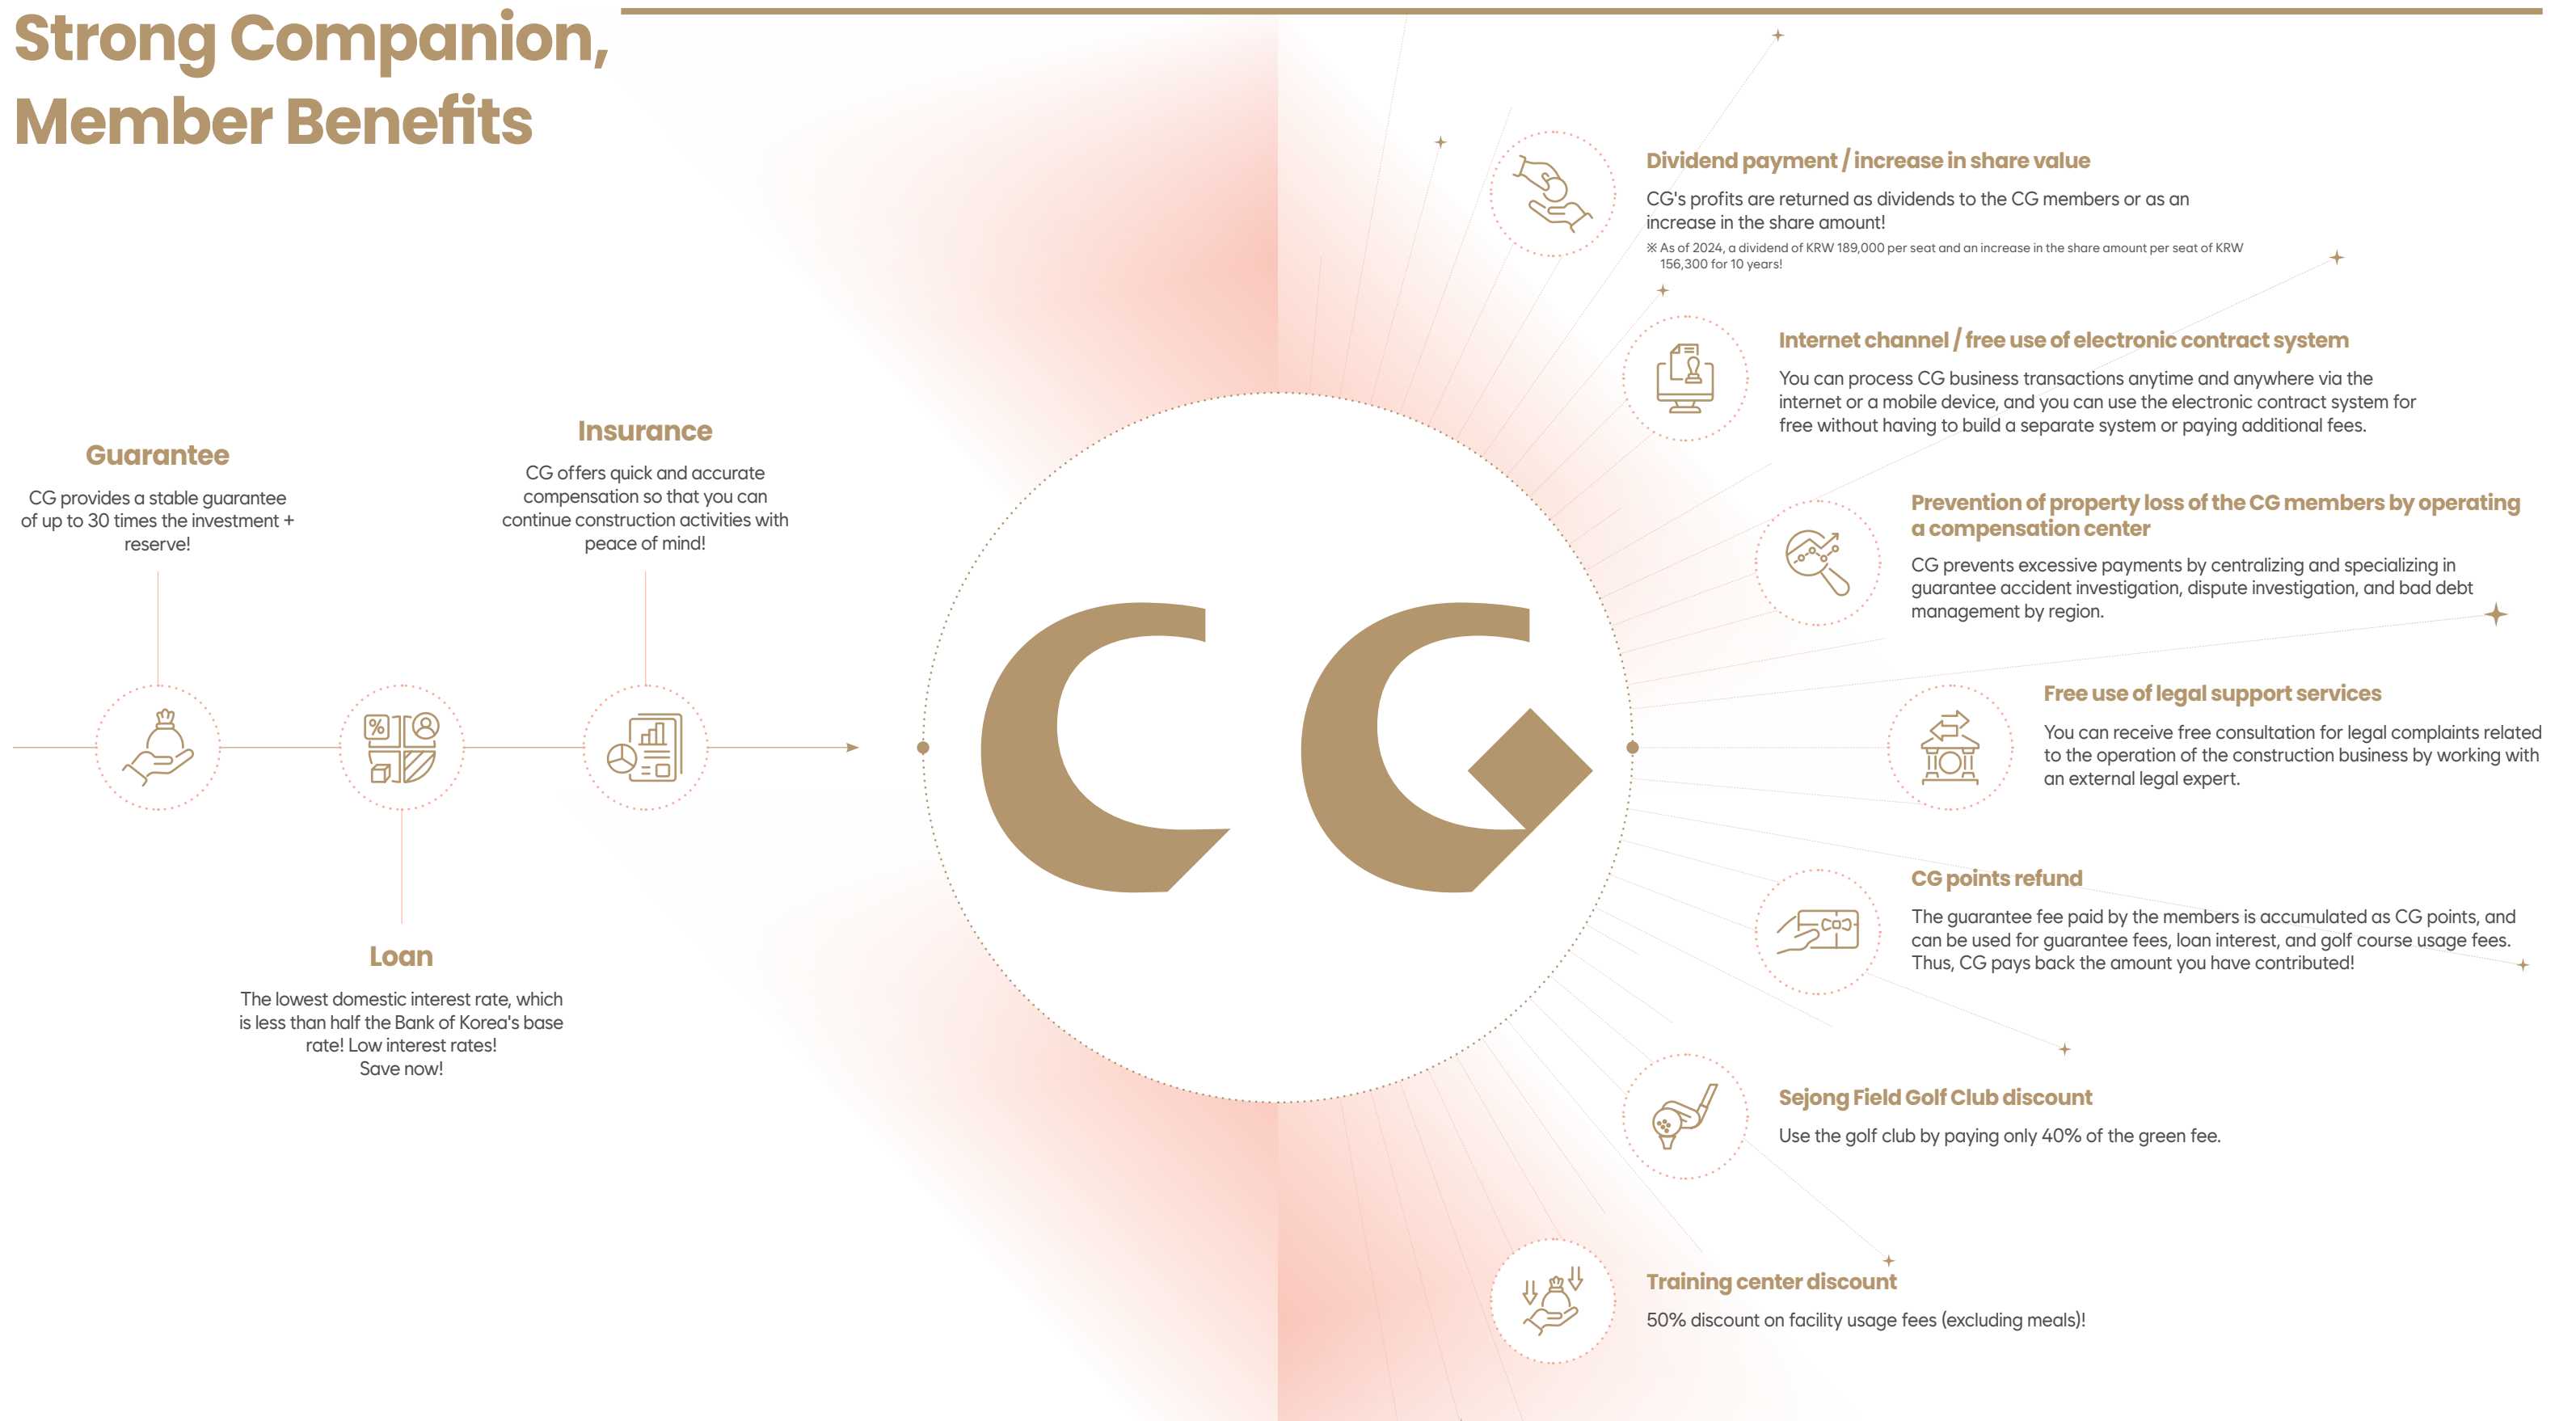 Strong Companion,
Member Benefits
Guarantee
CG provides a stable guarantee
of up to 30 times the investment +
reserve!
Insurance
CG offers quick and accurate
compensation so that you can
continue construction activities with
peace of mind!
%
Loan
The lowest domestic interest rate, which
is less than half the Bank of Korea's base
rate! Low interest rates!
Save now!
CG
Dividend payment / increase in share value
CG's profits are returned as dividends to the CG members or as an
increase in the share amount!
※ As of 2024, a dividend of KRW 189,000 per seat and an increase in the share amount per seat of KRW
156,300 for 10 years!
Internet channel / free use of electronic contract system
You can process CG business transactions anytime and anywhere via the
internet or a mobile device, and you can use the electronic contract system for
free without having to build a separate system or paying additional fees.
Prevention of property loss of the CG members by operating
a compensation center
CG prevents excessive payments by centralizing and specializing in
guarantee accident investigation, dispute investigation, and bad debt
management by region.
Free use of legal support services
You can receive free consultation for legal complaints related
to the operation of the construction business by working with
an external legal expert.
CG points refund
The guarantee fee paid by the members is accumulated as CG points, and
can be used for guarantee fees, loan interest, and golf course usage fees.
Thus, CG pays back the amount you have contributed!
Sejong Field Golf Club discount
Use the golf club by paying only 40% of the green fee.
Training center discount
50% discount on facility usage fees (excluding meals)!